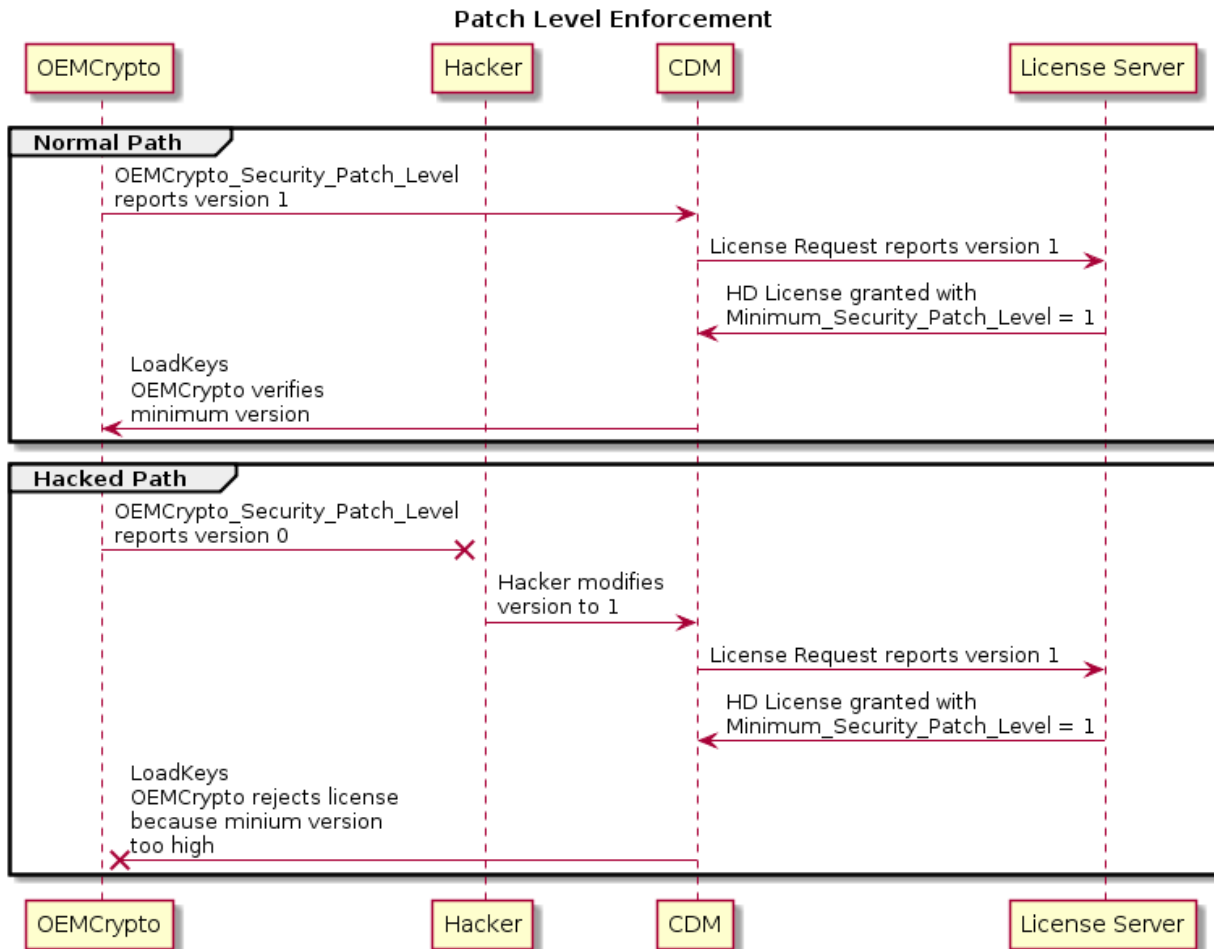 Patch Level Enforcement
OEMCrypto
Hacker
CDM
License Server
Normal Path
OEMCrypto_Security_Patch_Level
reports version 1
License Request reports version 1
HD License granted with
Minimum_Security_Patch_Level = 1
LoadKeys
OEMCrypto verifies
minimum version
Hacked Path
OEMCrypto_Security_Patch_Level
reports version 0
Hacker modifies
version to 1
License Request reports version 1
HD License granted with
Minimum_Security_Patch_Level = 1
LoadKeys
OEMCrypto rejects license
because minium version
too high
OEMCrypto
Hacker
CDM
License Server